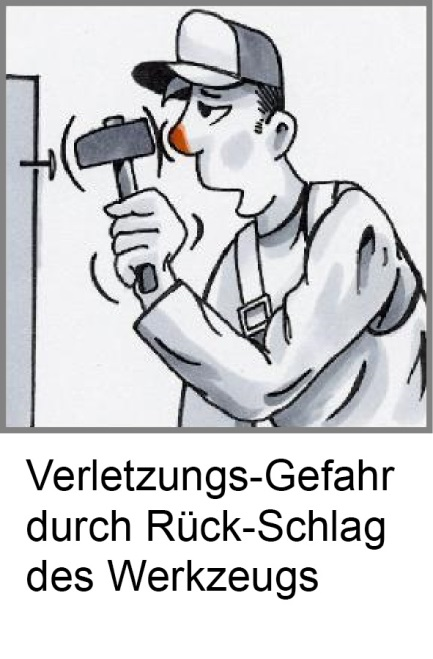 Verletzungs-Gefahr
durch Rück-Schlag
des Werkzeugs